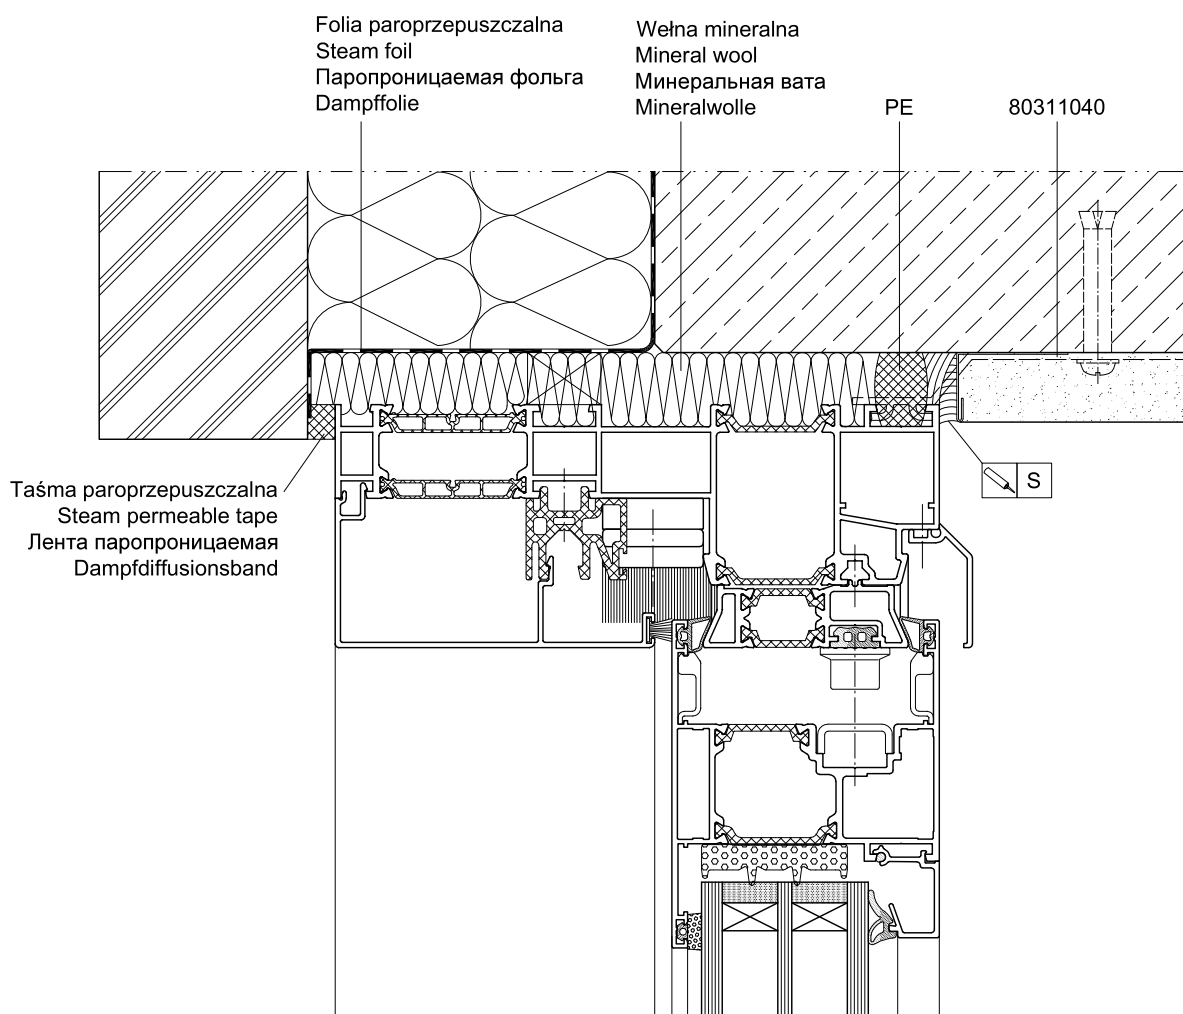 Folia paroprzepuszczalna
Steam foil
Паропроницаемая фольга
Dampffolie
Wełna mineralna
Mineral wool
Минеральная вата
Mineralwolle
PE
80311040
S
Taśma paroprzepuszczalna
Steam permeable tape
Лента паропроницаемая
Dampfdiffusionsband